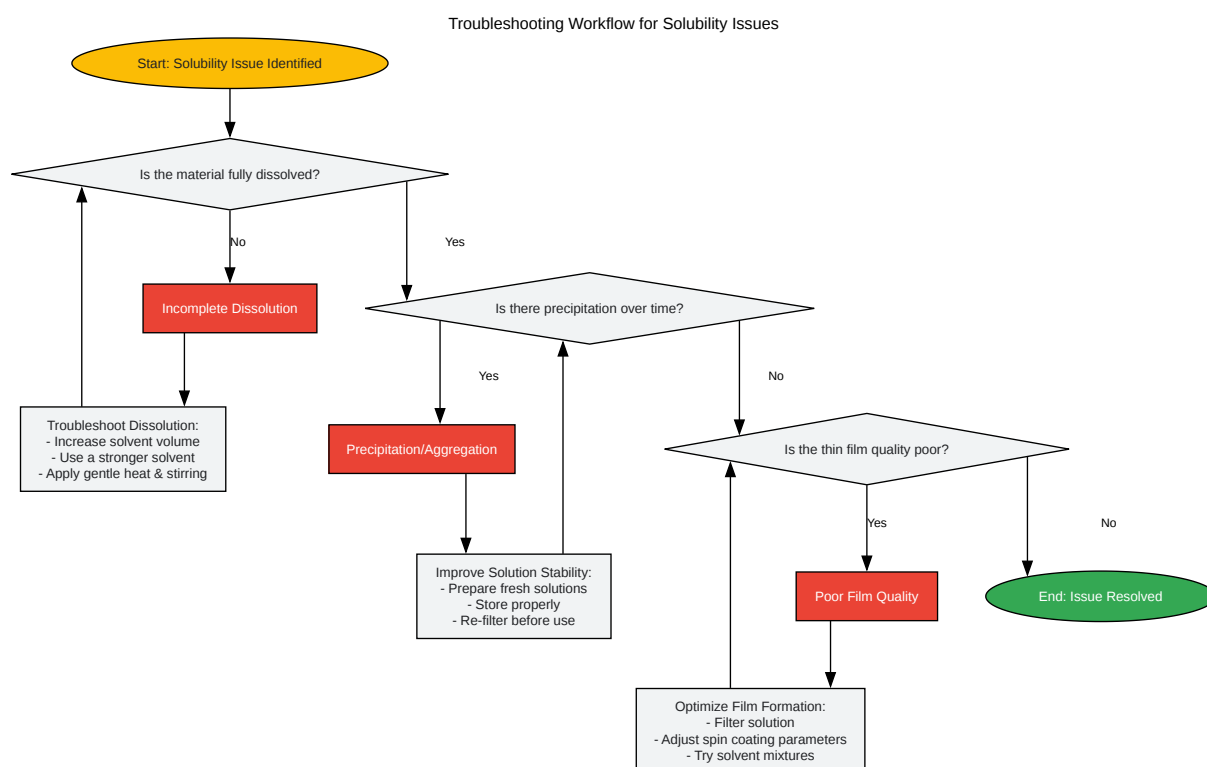 Troubleshooting Workflow for Solubility Issues
Start: Solubility Issue Identified
Is the material fully dissolved?
No
Yes
Incomplete Dissolution
Is there precipitation over time?
Troubleshoot Dissolution:
- Increase solvent volume
- Use a stronger solvent
- Apply gentle heat & stirring
Yes
No
Precipitation/Aggregation
Is the thin film quality poor?
Improve Solution Stability:
- Prepare fresh solutions
- Store properly
- Re-filter before use
Yes
No
Poor Film Quality
End: Issue Resolved
Optimize Film Formation:
- Filter solution
- Adjust spin coating parameters
- Try solvent mixtures